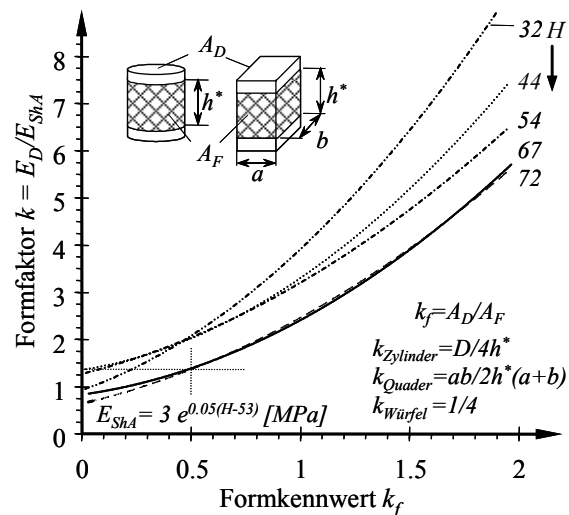 Formfaktor k = E_D/E_ShA
8
7
6
5
4
3
2
1
0
A_D
A_F
h*
h*
b
a
32 H
44
54
67
72
k_f=A_D/A_F
k_Zylinder=D/4h*
k_Quader=ab/2h*(a+b)
k_Würfel=1/4
E_ShA= 3 e^0.05(H-53) [MPa]
0 0.5 1 1.5 2
Formkennwert k_f